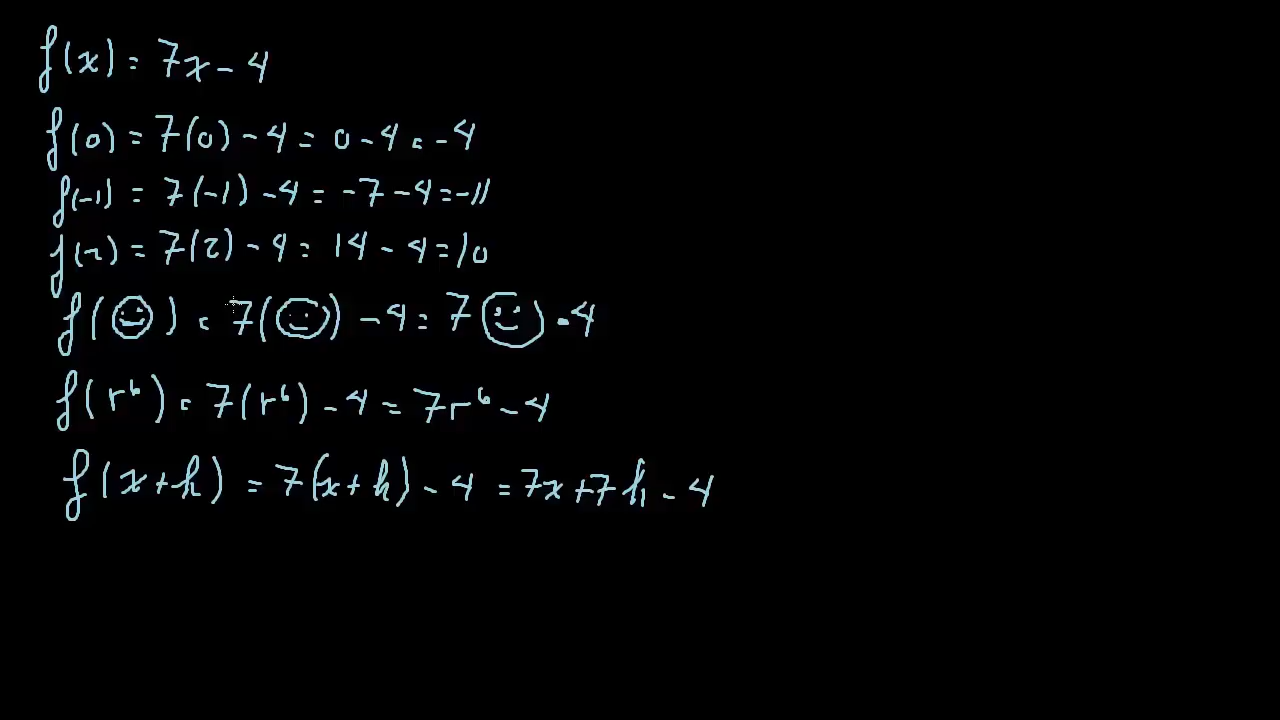 f(x) = 7x - 4
f(0) = 7(0) - 4 = 0 - 4 = -4
f(-1) = 7(-1) - 4 = -7 - 4 = -11
f(2) = 7(2) - 4 = 14 - 4 = 10
f(☺) = 7(☺) - 4 = 7☺ - 4
f(r⁶) = 7(r⁶) - 4 = 7r⁶ - 4
f(x+h) = 7(x+h) - 4 = 7x + 7h - 4